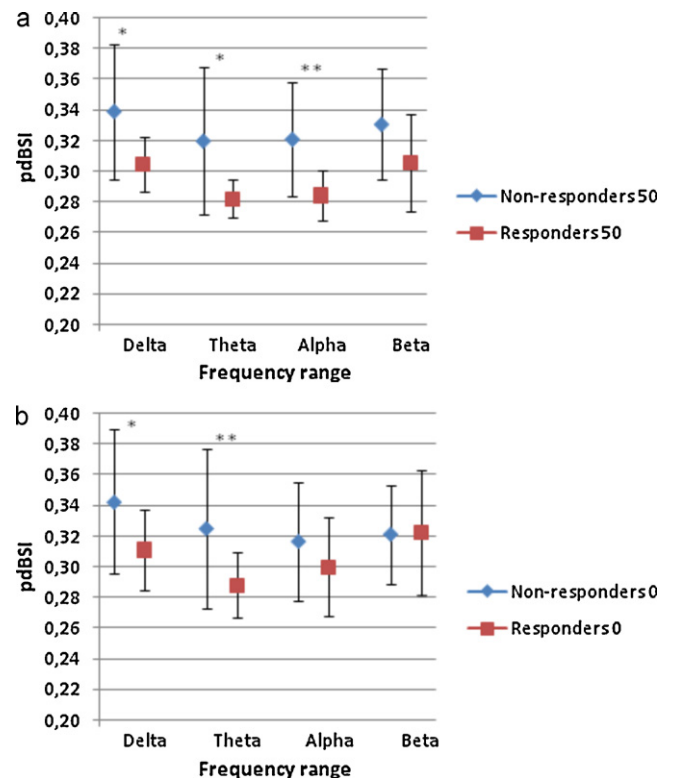 a
0,40
0,38
0,36
0,34
0,32
0,30
0,28
0,26
0,24
0,22
0,20
pdBSI
*
*
**
Delta Theta Alpha Beta
Frequency range
Non-responders50
Responders50
b
0,40
0,38
0,36
0,34
0,32
0,30
0,28
0,26
0,24
0,22
0,20
pdBSI
*
**
Delta Theta Alpha Beta
Frequency range
Non-responders0
Responders0